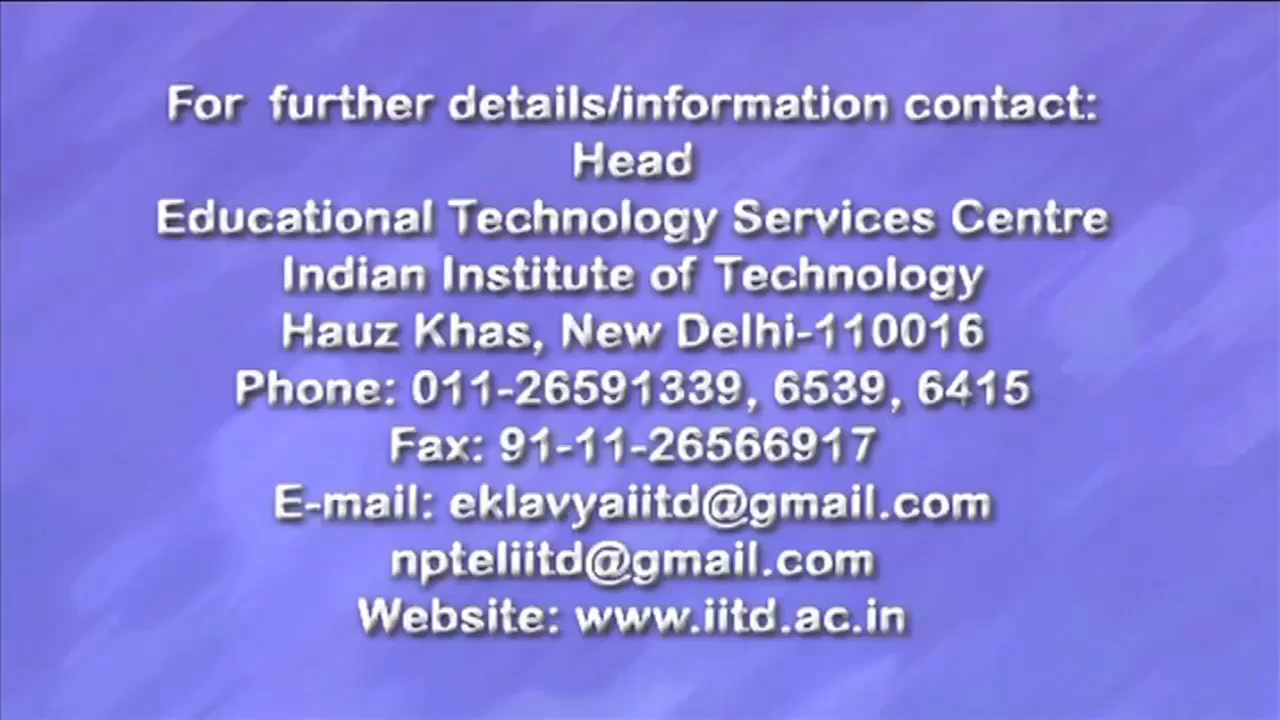 For further details/information contact:
Head
Educational Technology Services Centre
Indian Institute of Technology
Hauz Khas, New Delhi-110016
Phone: 011-26591339, 6539, 6415
Fax: 91-11-26566917
E-mail: eklavyaiitd@gmail.com
npteliitd@gmail.com
Website: www.iitd.ac.in